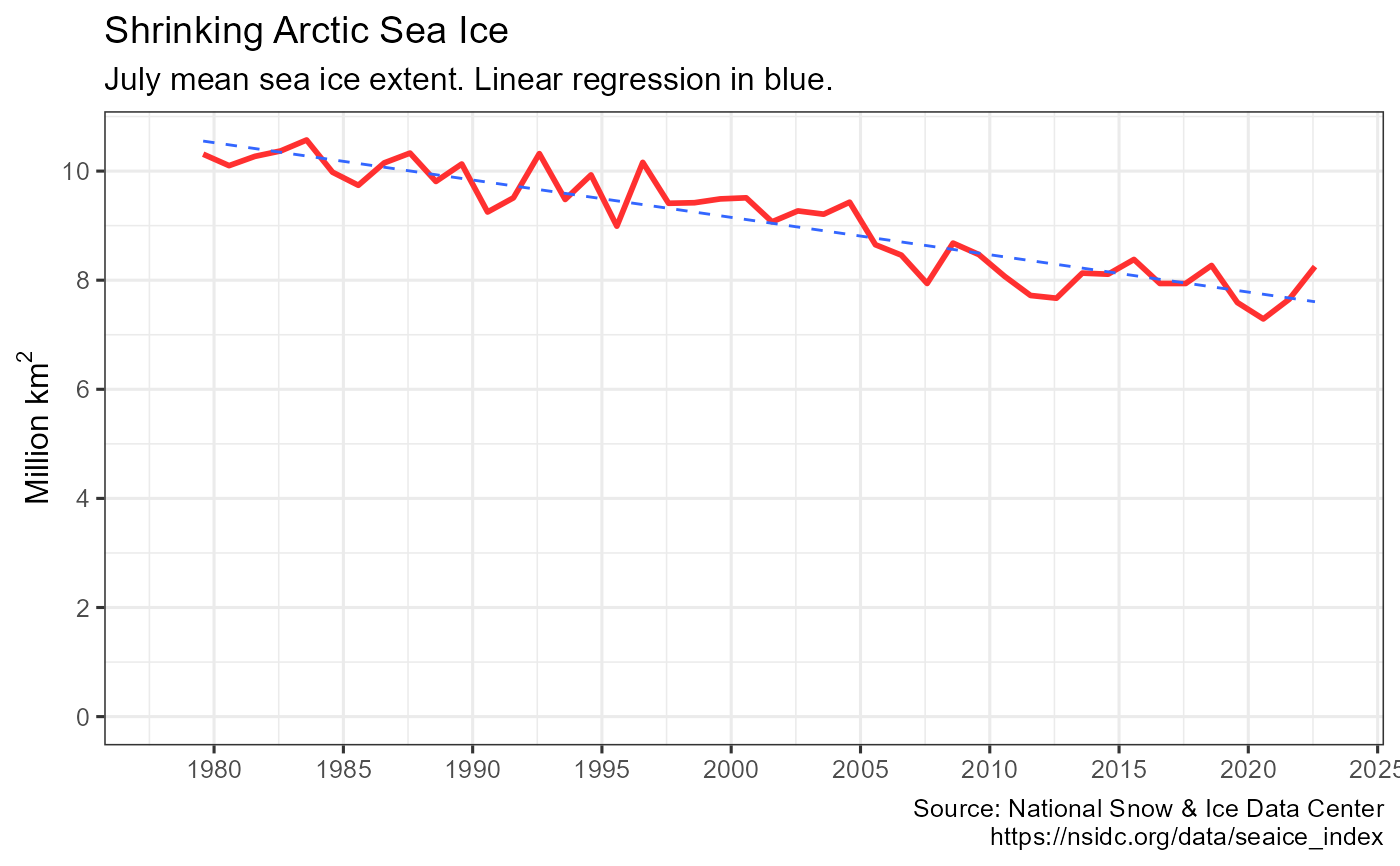 Shrinking Arctic Sea Ice
July mean sea ice extent. Linear regression in blue.
Million km²
10
8
6
4
2
0
1980 1985 1990 1995 2000 2005 2010 2015 2020 2025
Source: National Snow & Ice Data Center
https://nsidc.org/data/seaice_index